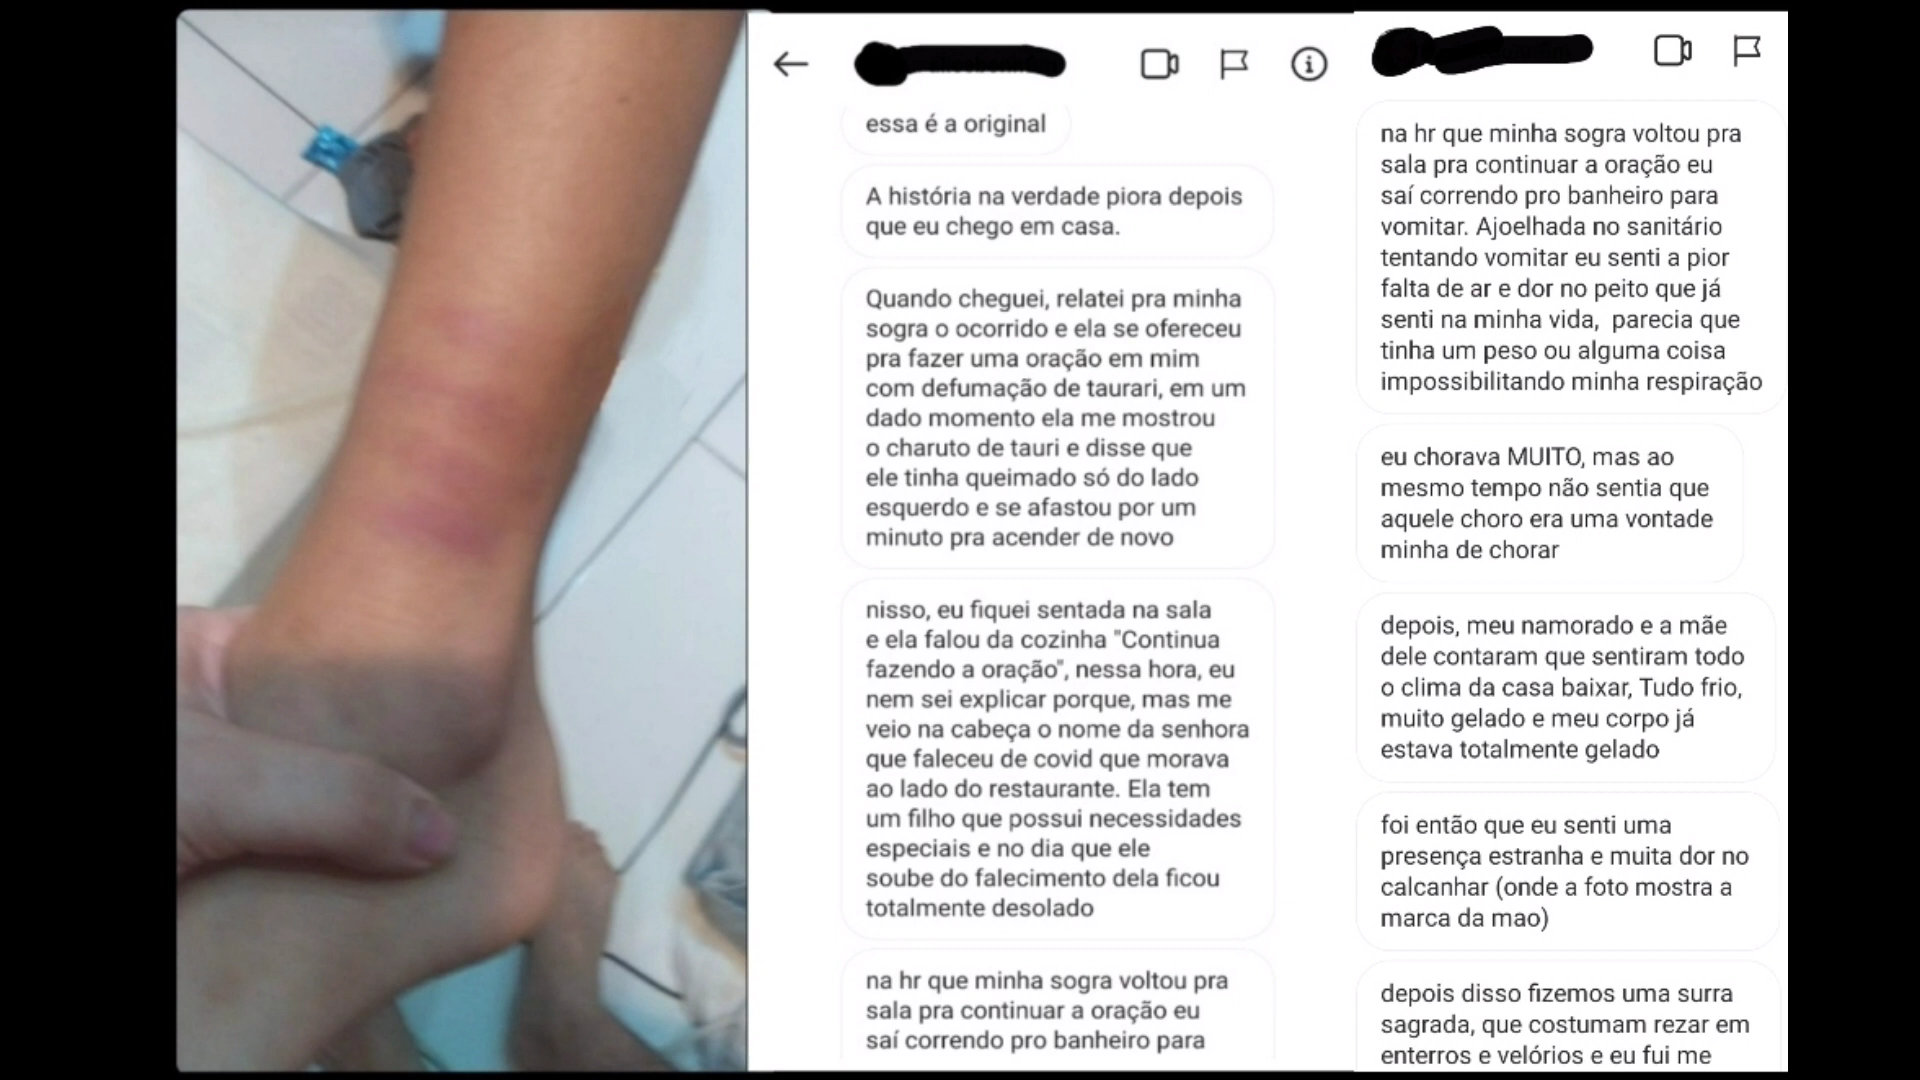 essa é a original
A história na verdade piora depois
que eu chego em casa.
Quando cheguei, relatei pra minha
sogra o ocorrido e ela se ofereceu
pra fazer uma oração em mim
com defumação de taurari, em um
dado momento ela me mostrou
o charuto de tauri e disse que
ele tinha queimado só do lado
esquerdo e se afastou por um
minuto pra acender de novo
nisso, eu fiquei sentada na sala
e ela falou da cozinha "Continua
fazendo a oração", nessa hora, eu
nem sei explicar porque, mas me
veio na cabeça o nome da senhora
que faleceu de covid que morava
ao lado do restaurante. Ela tem
um filho que possui necessidades
especiais e no dia que ele
soube do falecimento dela ficou
totalmente desolado
na hr que minha sogra voltou pra
sala pra continuar a oração eu
saí correndo pro banheiro para
na hr que minha sogra voltou pra
sala pra continuar a oração eu
saí correndo pro banheiro para
vomitar. Ajoelhada no sanitário
tentando vomitar eu senti a pior
falta de ar e dor no peito que já
senti na minha vida, parecia que
tinha um peso ou alguma coisa
impossibilitando minha respiração
eu chorava MUITO, mas ao
mesmo tempo não sentia que
aquele choro era uma vontade
minha de chorar
depois, meu namorado e a mãe
dele contaram que sentiram todo
o clima da casa baixar, Tudo frio,
muito gelado e meu corpo já
estava totalmente gelado
foi então que eu senti uma
presença estranha e muita dor no
calcanhar (onde a foto mostra a
marca da mao)
depois disso fizemos uma surra
sagrada, que costumam rezar em
enterros e velórios e eu fui me